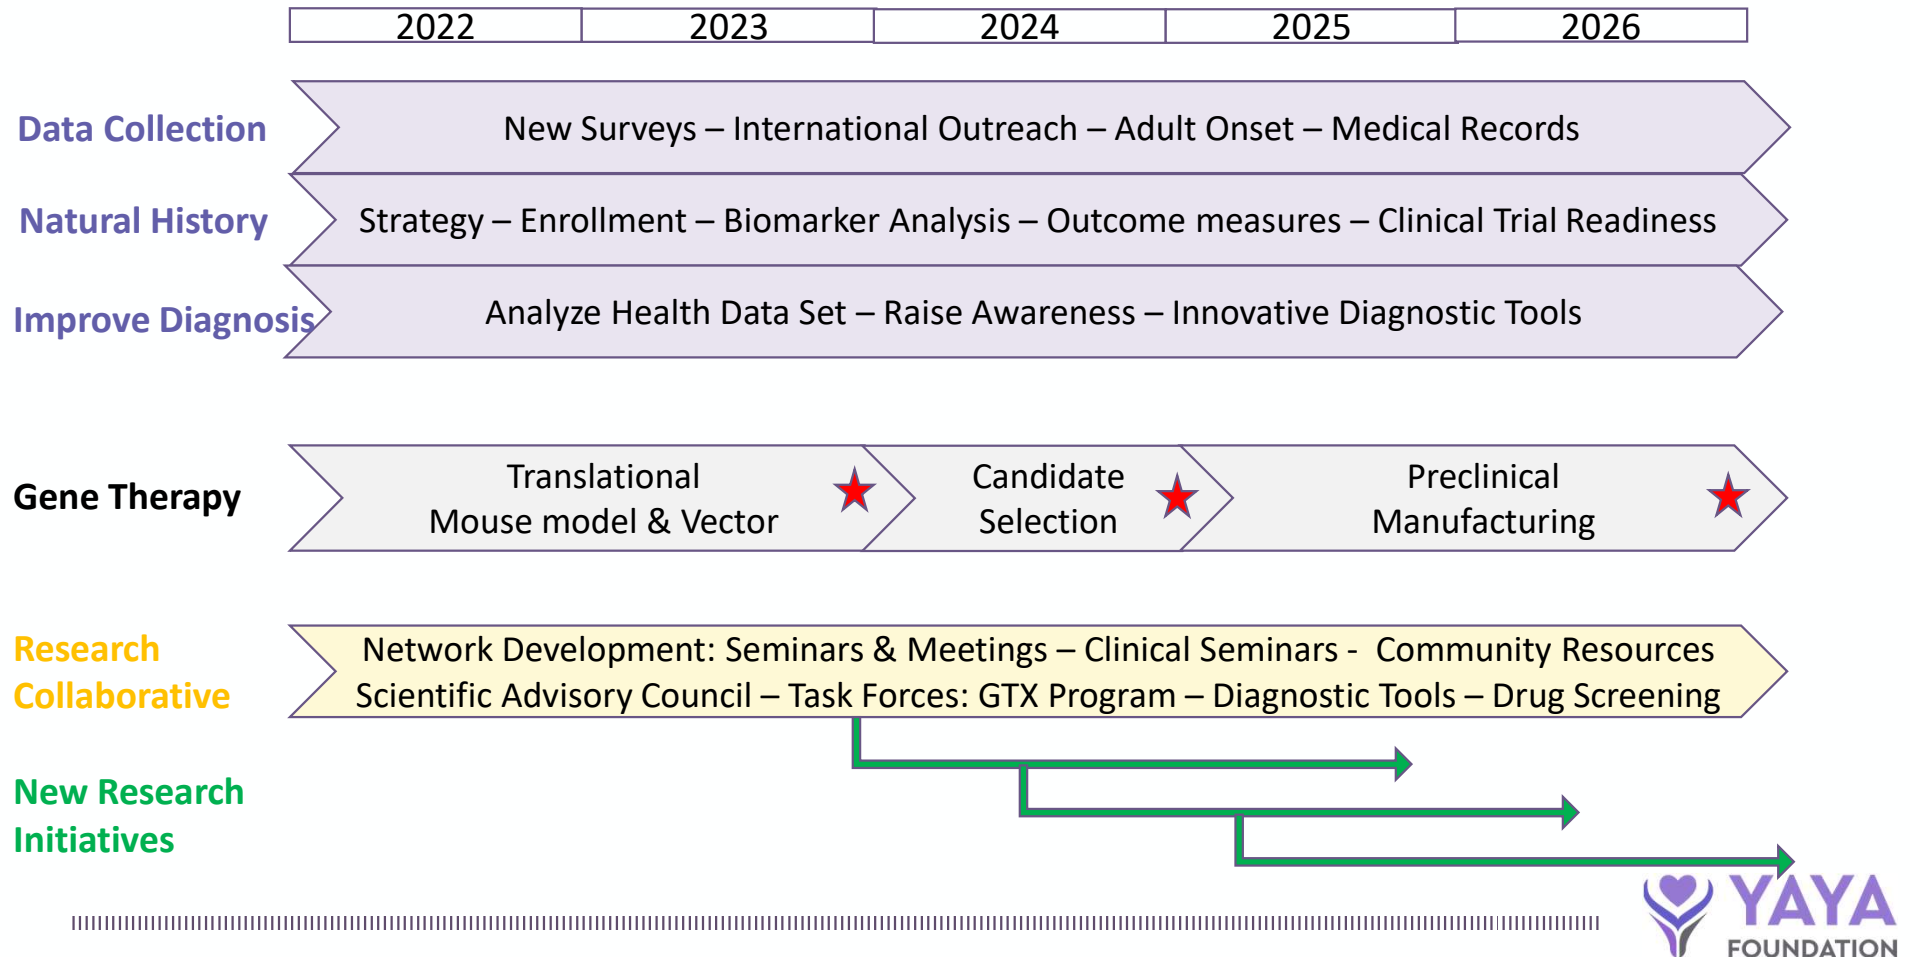 2022 2023 2024 2025 2026
Data Collection
New Surveys – International Outreach – Adult Onset – Medical Records
Natural History
Strategy – Enrollment – Biomarker Analysis – Outcome measures – Clinical Trial Readiness
Improve Diagnosis
Analyze Health Data Set – Raise Awareness – Innovative Diagnostic Tools
Gene Therapy
Translational
Mouse model & Vector
Candidate
Selection
Preclinical
Manufacturing
Research
Collaborative
Network Development: Seminars & Meetings – Clinical Seminars - Community Resources
Scientific Advisory Council – Task Forces: GTX Program – Diagnostic Tools – Drug Screening
New Research
Initiatives
YAYA
FOUNDATION